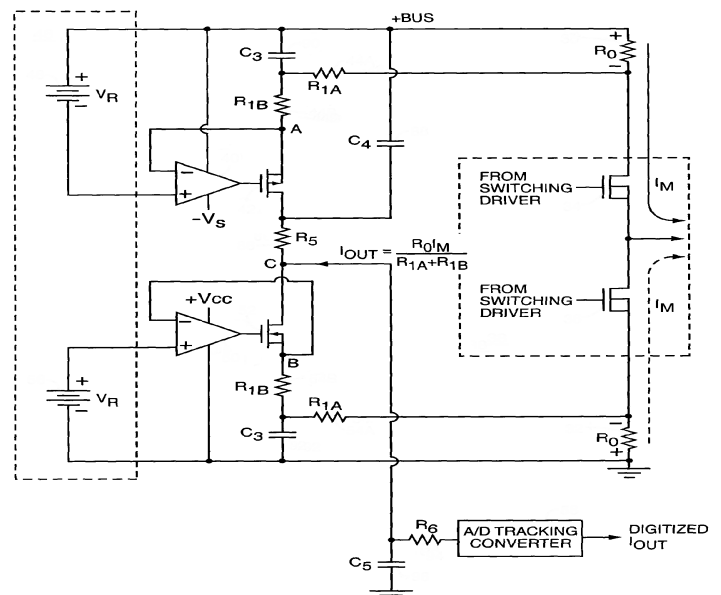 +BUS
C3
+
R0
R1A
+
VR
-
R1B
-
A
C4
FROM
SWITCHING
DRIVER
IM
-
+
-VS
R5
IOUT = R0IM
R1A+R1B
C
+VCC
FROM
SWITCHING
DRIVER
IM
-
+
B
+
VR
-
R1B
R1A
-
C3
R0
+
R6
A/D TRACKING
CONVERTER
DIGITIZED
IOUT
C5